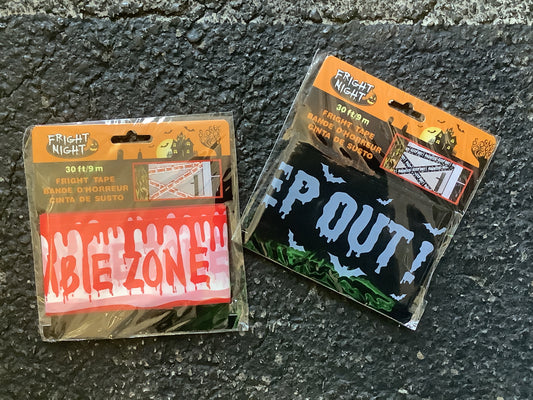 FRIGHT
NIGHT
30 ft/9 m
FRIGHT TAPE
BANDE D'HORREUR
CINTA DE SUSTO
BIE ZONE
FRIGHT
NIGHT
30 ft/9 m
FRIGHT TAPE
BANDE D'HORREUR
CINTA DE SUSTO
EP OUT!